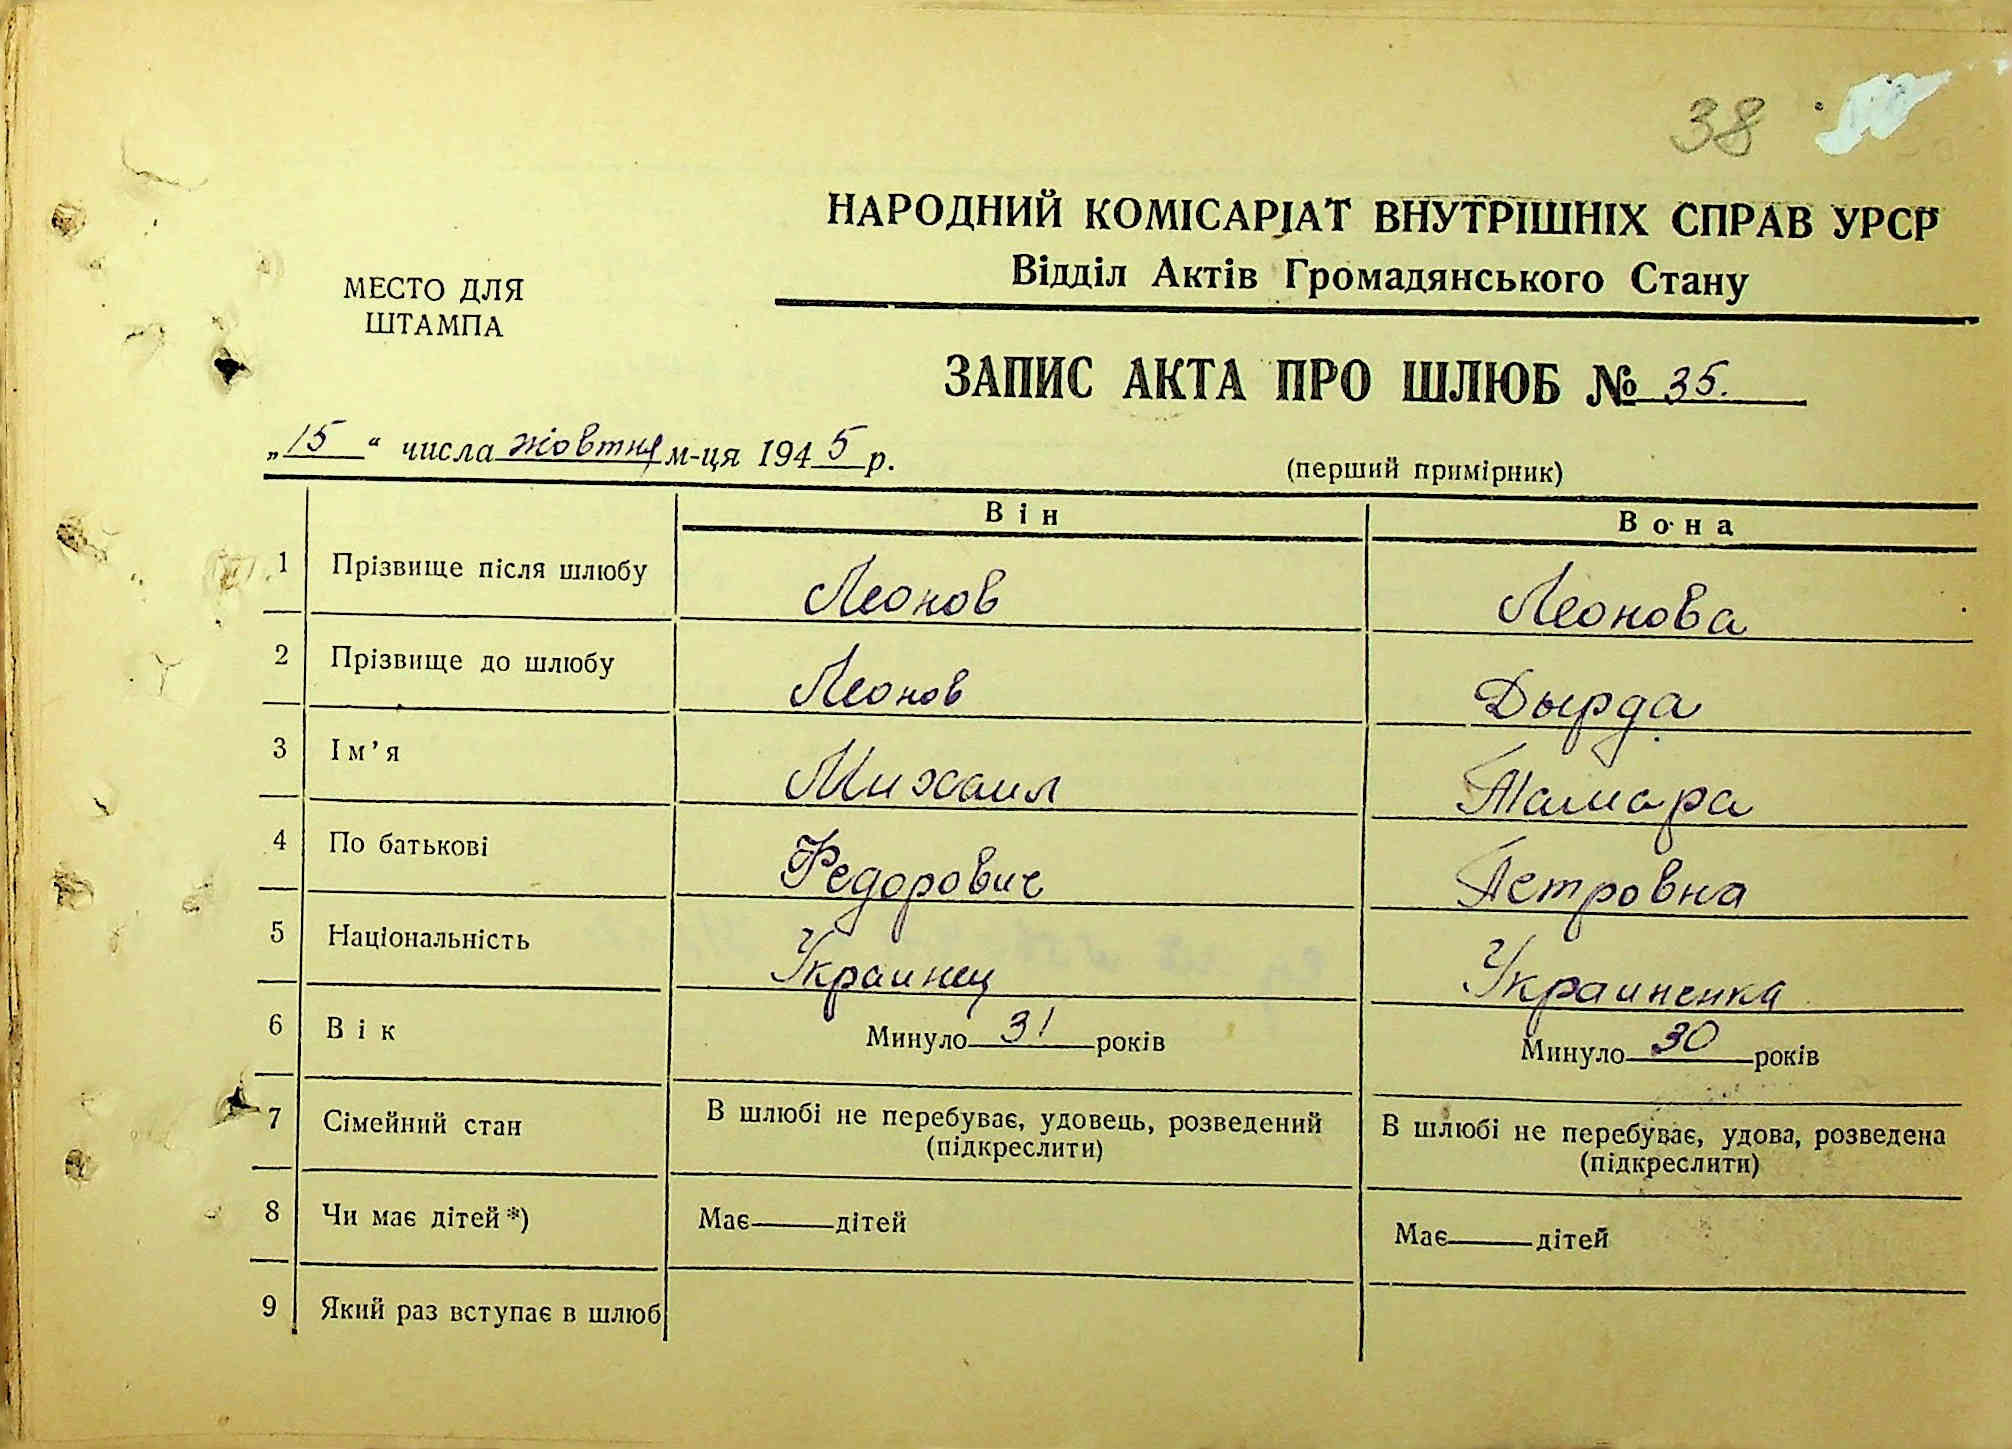 38
НАРОДНИЙ КОМІСАРІАТ ВНУТРІШНІХ СПРАВ УРСР
Відділ Актів Громадянського Стану
МЕСТО ДЛЯ
ШТАМПА
ЗАПИС АКТА ПРО ШЛЮБ № 35.
„15“ числа жовтня м-ця 1945 р.
(перший примірник)
Він Вона
1 Прізвище після шлюбу Леонов Леонова
2 Прізвище до шлюбу Леонов Дырда
3 Ім'я Михаил Тамара
4 По батькові Федорович Петровна
5 Національність Украинец Украиненка
6 Вік Минуло 31 років Минуло 30 років
7 Сімейний стан В шлюбі не перебуває, удовець, розведений (підкреслити) В шлюбі не перебуває, удова, розведена (підкреслити)
8 Чи має дітей*) Має—дітей Має—дітей
9 Який раз вступає в шлюб